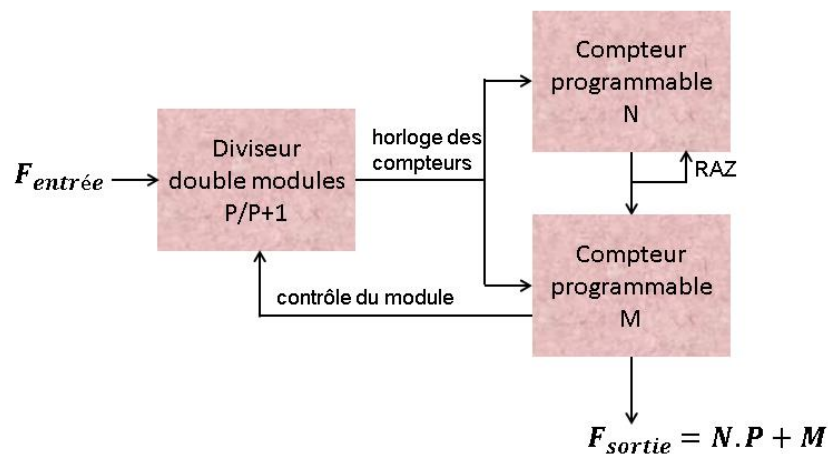 Compteur
programmable
N
Diviseur
double modules
P/P+1
horloge des
compteurs
F_entrée
RAZ
Compteur
programmable
M
contrôle du module
F_sortie = N.P + M